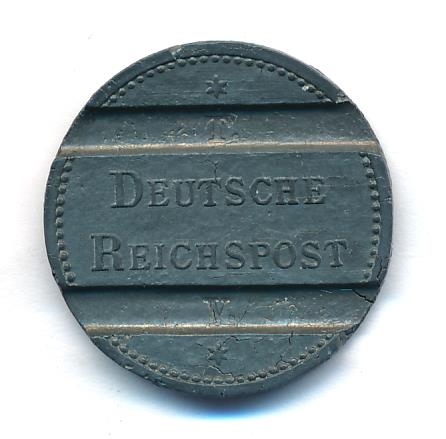 T.
DEUTSCHE
REICHSPOST
V.